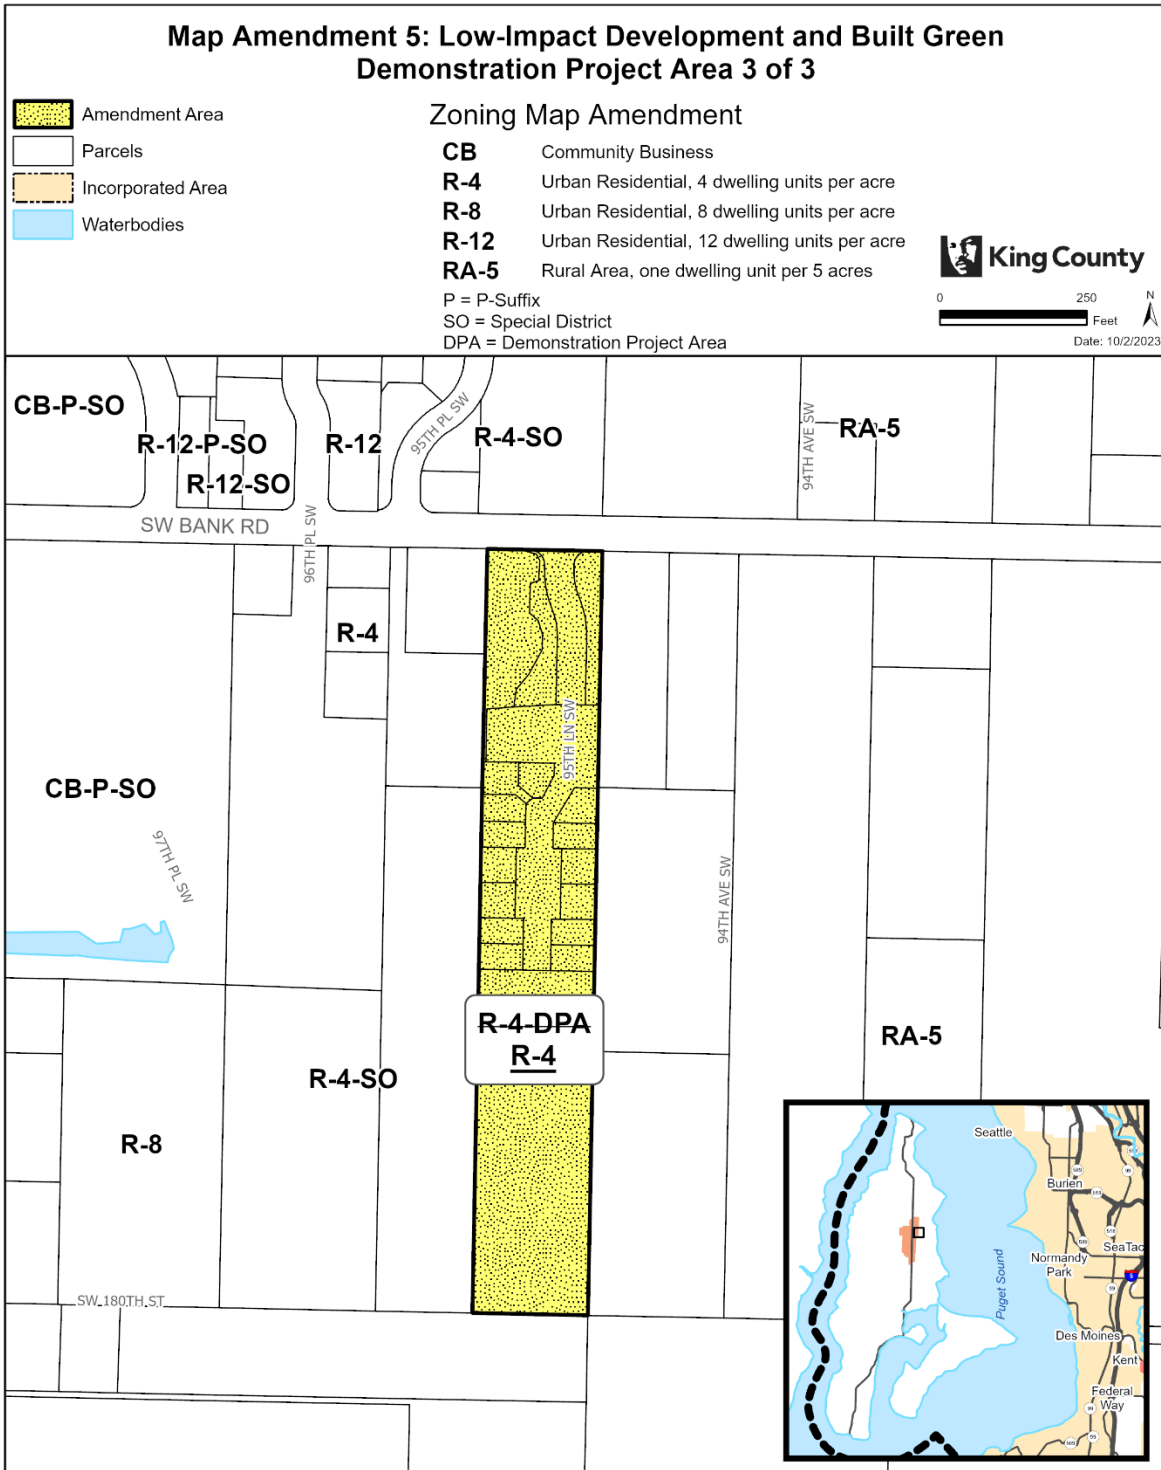 Map Amendment 5: Low-Impact Development and Built Green
Demonstration Project Area 3 of 3
Amendment Area
Parcels
Incorporated Area
Waterbodies
Zoning Map Amendment
CB Community Business
R-4 Urban Residential, 4 dwelling units per acre
R-8 Urban Residential, 8 dwelling units per acre
R-12 Urban Residential, 12 dwelling units per acre
RA-5 Rural Area, one dwelling unit per 5 acres
P = P-Suffix
SO = Special District
DPA = Demonstration Project Area
King County
0 250
Feet
N
Date: 10/2/2023
CB-P-SO
R-12-P-SO
R-12-SO
R-12
95TH PL SW
R-4-SO
94TH AVE SW
RA-5
SW BANK RD
96TH PL SW
R-4
95TH LN SW
CB-P-SO
97TH PL SW
94TH AVE SW
R-4-DPA
R-4
RA-5
R-4-SO
R-8
SW 180TH ST
Seattle
Burien
Normandy
Park
SeaTac
Puget Sound
Des Moines
Kent
Federal
Way
509
518
99
5